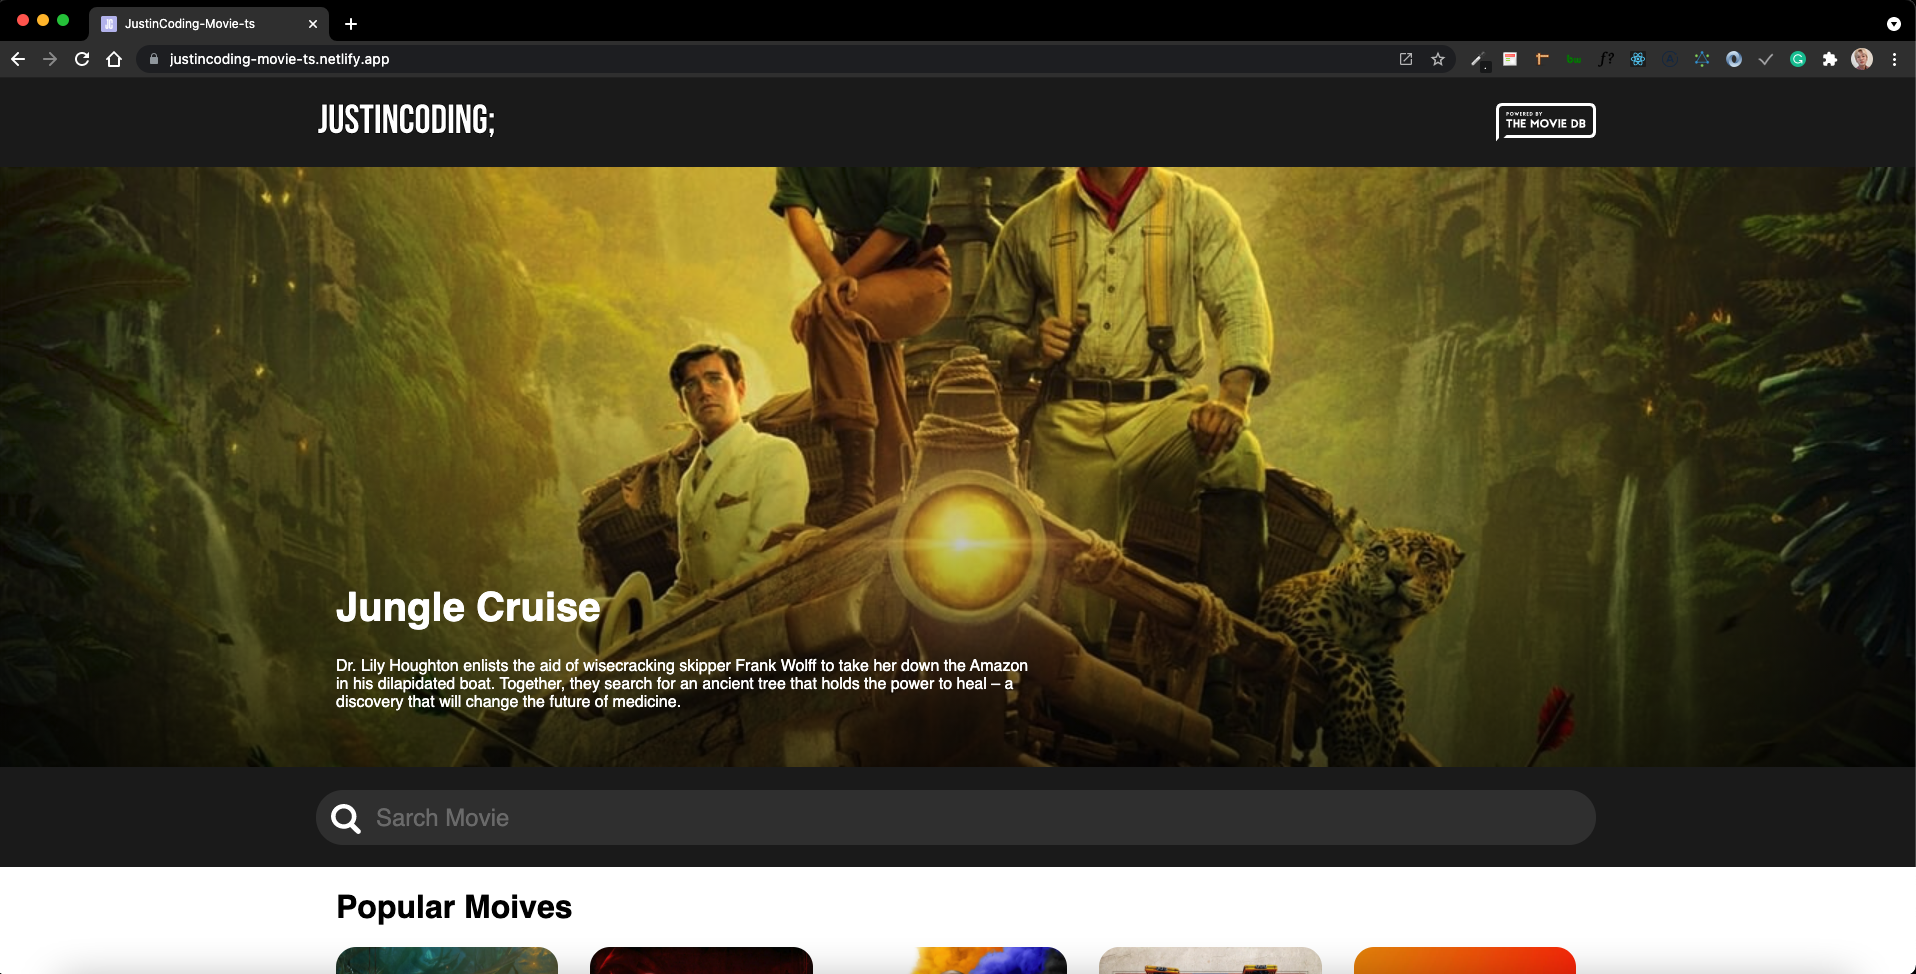 JustinCoding-Movie-ts
justincoding-movie-ts.netlify.app
JUSTINCODING;
POWERED BY
THE MOVIE DB
Jungle Cruise
Dr. Lily Houghton enlists the aid of wisecracking skipper Frank Wolff to take her down the Amazon
in his dilapidated boat. Together, they search for an ancient tree that holds the power to heal – a
discovery that will change the future of medicine.
Sarch Movie
Popular Moives